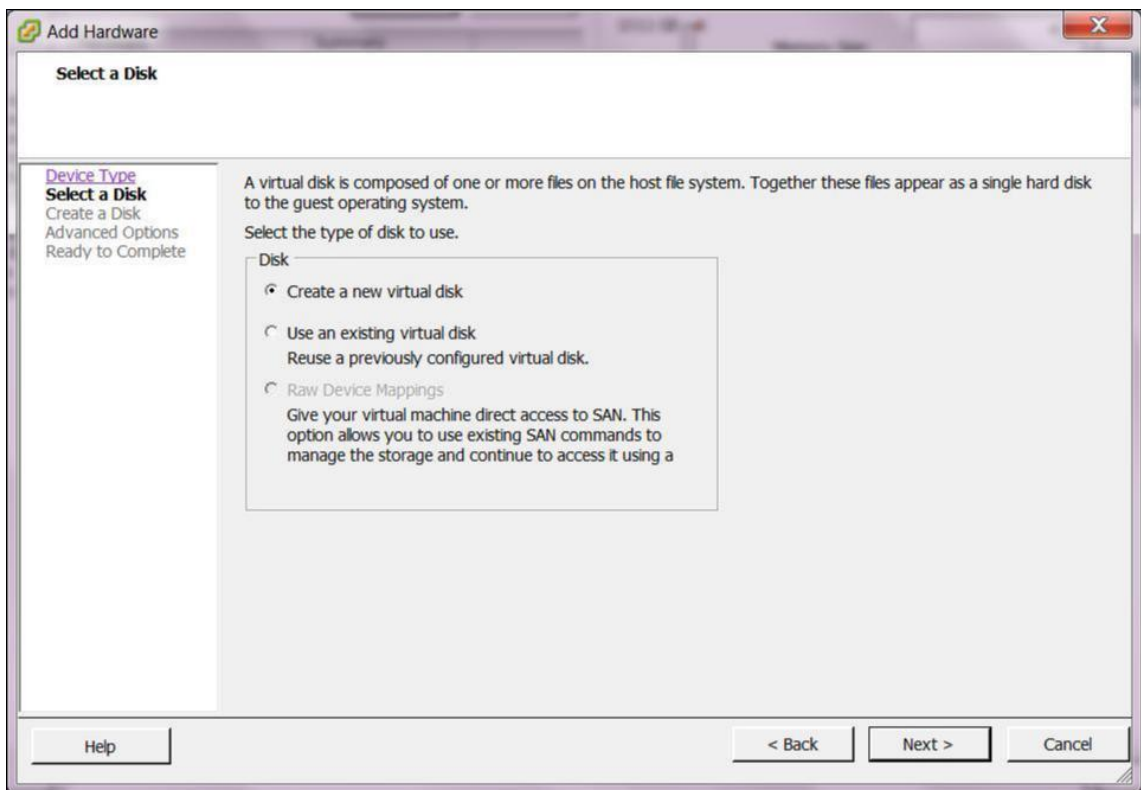 Add Hardware
Select a Disk
Device Type
Select a Disk
Create a Disk
Advanced Options
Ready to Complete
A virtual disk is composed of one or more files on the host file system. Together these files appear as a single hard disk
to the guest operating system.
Select the type of disk to use.
Disk
Create a new virtual disk
Use an existing virtual disk
Reuse a previously configured virtual disk.
Raw Device Mappings
Give your virtual machine direct access to SAN. This
option allows you to use existing SAN commands to
manage the storage and continue to access it using a
Help
< Back
Next >
Cancel